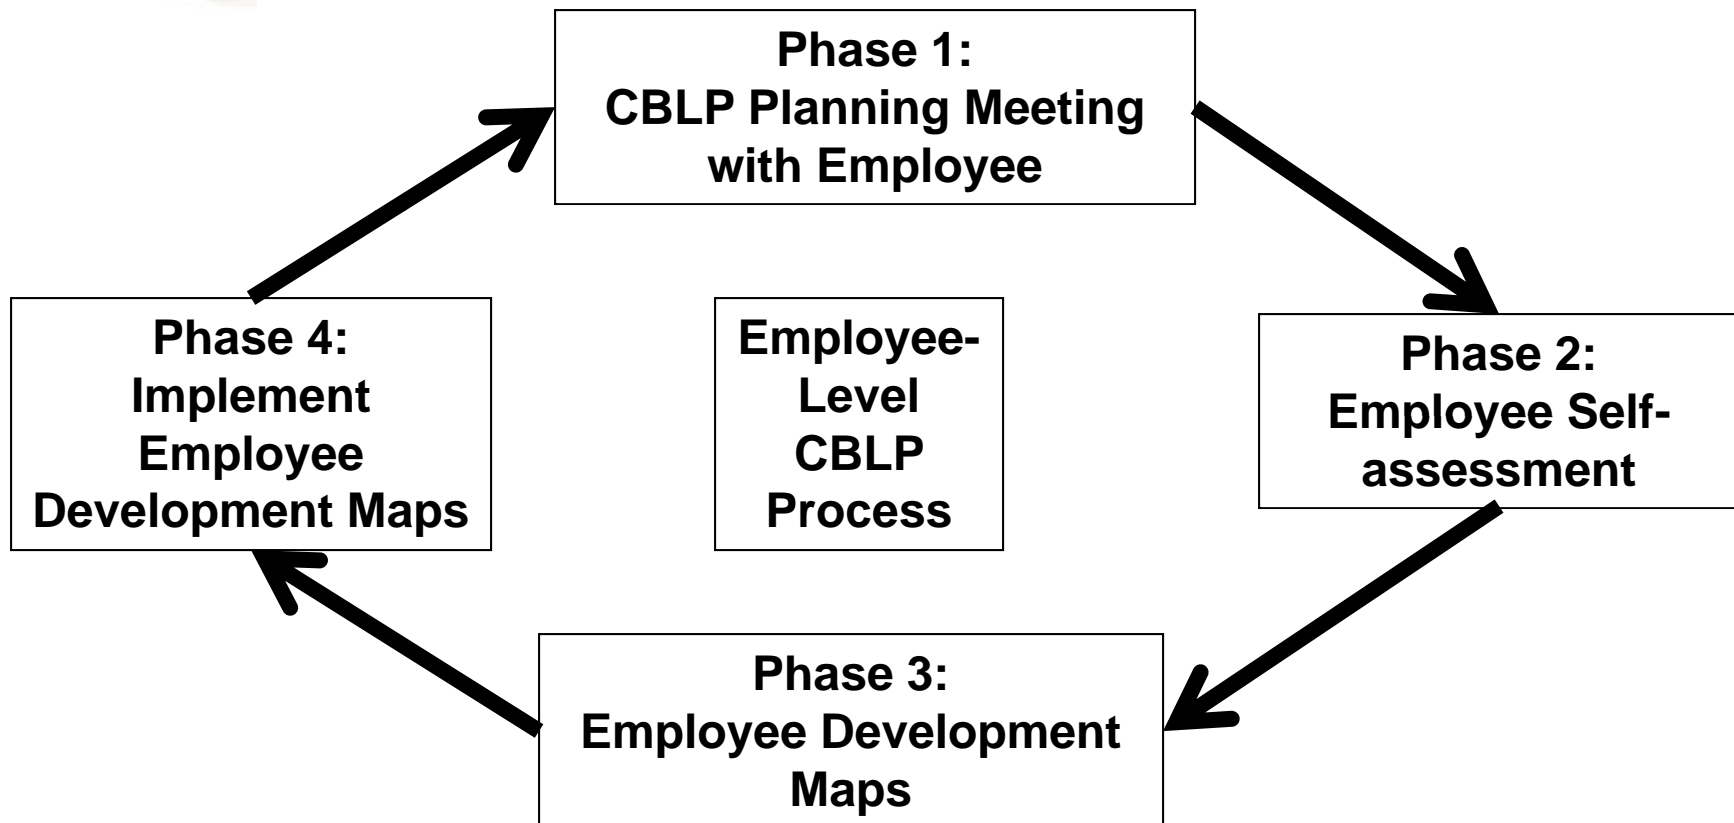 Phase 1:
CBLP Planning Meeting
with Employee
Phase 2:
Employee Self-
assessment
Phase 3:
Employee Development
Maps
Phase 4:
Implement
Employee
Development Maps
Employee-
Level
CBLP
Process